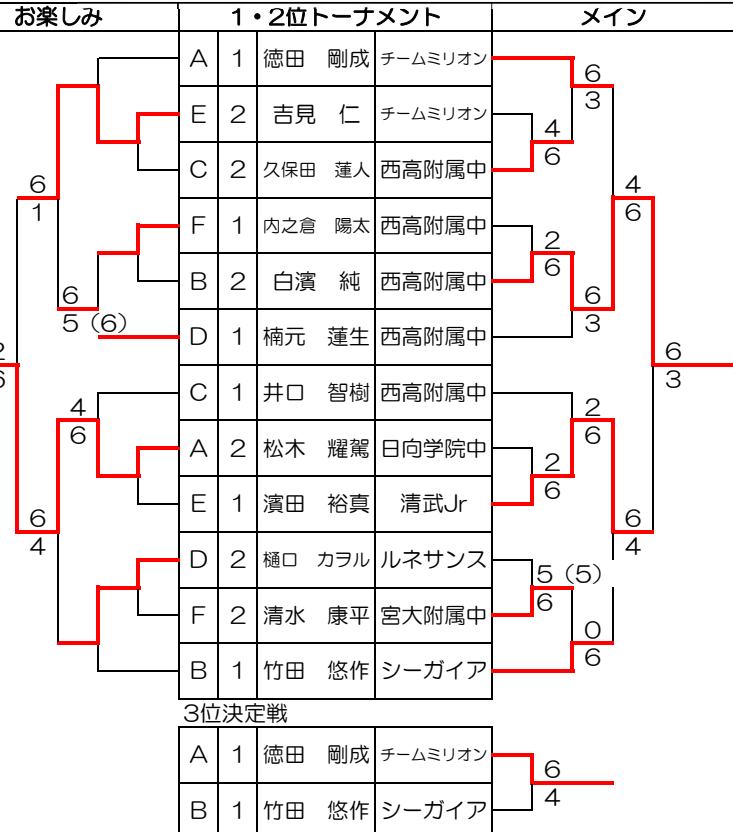 お楽しみ 1・2位トーナメント メイン
A 1 徳田 剛成 チームミリオン
6
3
E 2 吉見 仁 チームミリオン
4
6
C 2 久保田 蓮人 西高附属中
6
1
4
6
F 1 内之倉 陽太 西高附属中
2
6
B 2 白濱 純 西高附属中
6
5 (6)
6
3
D 1 楠元 蓮生 西高附属中
2
6
6
3
C 1 井口 智樹 西高附属中
4
6
2
6
A 2 松木 耀駕 日向学院中
2
6
E 1 濱田 裕真 清武Jr
6
4
6
4
D 2 樋口 カヲル ルネサンス
5 (5)
6
F 2 清水 康平 宮大附属中
0
6
B 1 竹田 悠作 シーガイア
3位決定戦
A 1 徳田 剛成 チームミリオン
6
4
B 1 竹田 悠作 シーガイア